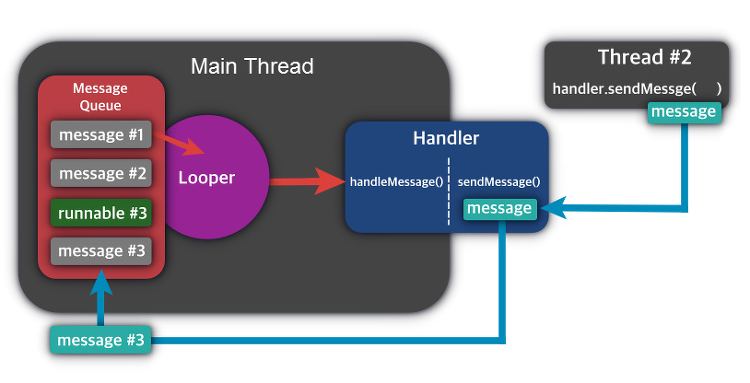 Main Thread
Message
Queue
message #1
message #2
runnable #3
message #3
Looper
Handler
handleMessage()
sendMessage()
message
Thread #2
handler.sendMessge( )
message
message #3